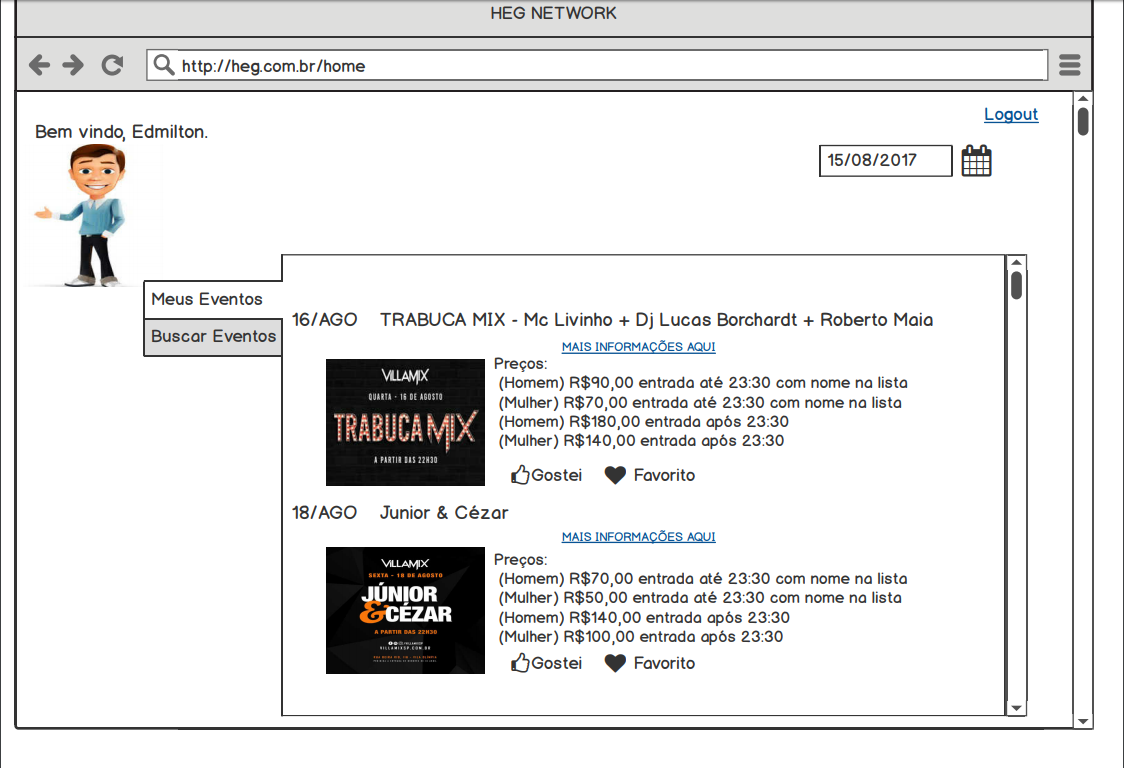 HEG NETWORK
http://heg.com.br/home
Logout
Bem vindo, Edmilton.
15/08/2017
Meus Eventos
Buscar Eventos
16/AGO TRABUCA MIX - Mc Livinho + Dj Lucas Borchardt + Roberto Maia
MAIS INFORMAÇÕES AQUI
VILLAMIX
QUARTA - 16 DE AGOSTO
TRABUCA MIX
A PARTIR DAS 22H30
Preços:
(Homem) R$90,00 entrada até 23:30 com nome na lista
(Mulher) R$70,00 entrada até 23:30 com nome na lista
(Homem) R$180,00 entrada após 23:30
(Mulher) R$140,00 entrada após 23:30
Gostei Favorito
18/AGO Junior & Cézar
MAIS INFORMAÇÕES AQUI
VILLAMIX
SEXTA - 18 DE AGOSTO
JÚNIOR
&CÉZAR
A PARTIR DAS 22H30
VILLAMIXSP.COM.BR
Preços:
(Homem) R$70,00 entrada até 23:30 com nome na lista
(Mulher) R$50,00 entrada até 23:30 com nome na lista
(Homem) R$140,00 entrada após 23:30
(Mulher) R$100,00 entrada após 23:30
Gostei Favorito